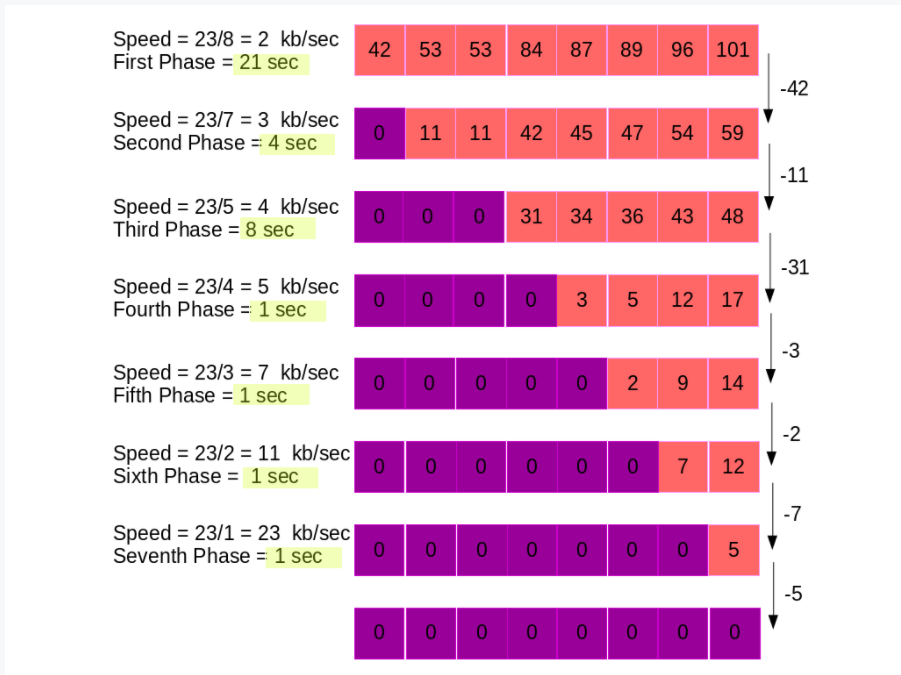 Speed = 23/8 = 2 kb/sec
First Phase = 21 sec
42 53 53 84 87 89 96 101
-42
Speed = 23/7 = 3 kb/sec
Second Phase = 4 sec
0 11 11 42 45 47 54 59
-11
Speed = 23/5 = 4 kb/sec
Third Phase = 8 sec
0 0 0 31 34 36 43 48
-31
Speed = 23/4 = 5 kb/sec
Fourth Phase = 1 sec
0 0 0 0 3 5 12 17
-3
Speed = 23/3 = 7 kb/sec
Fifth Phase = 1 sec
0 0 0 0 0 2 9 14
-2
Speed = 23/2 = 11 kb/sec
Sixth Phase = 1 sec
0 0 0 0 0 0 7 12
-7
Speed = 23/1 = 23 kb/sec
Seventh Phase = 1 sec
0 0 0 0 0 0 0 5
-5
0 0 0 0 0 0 0 0